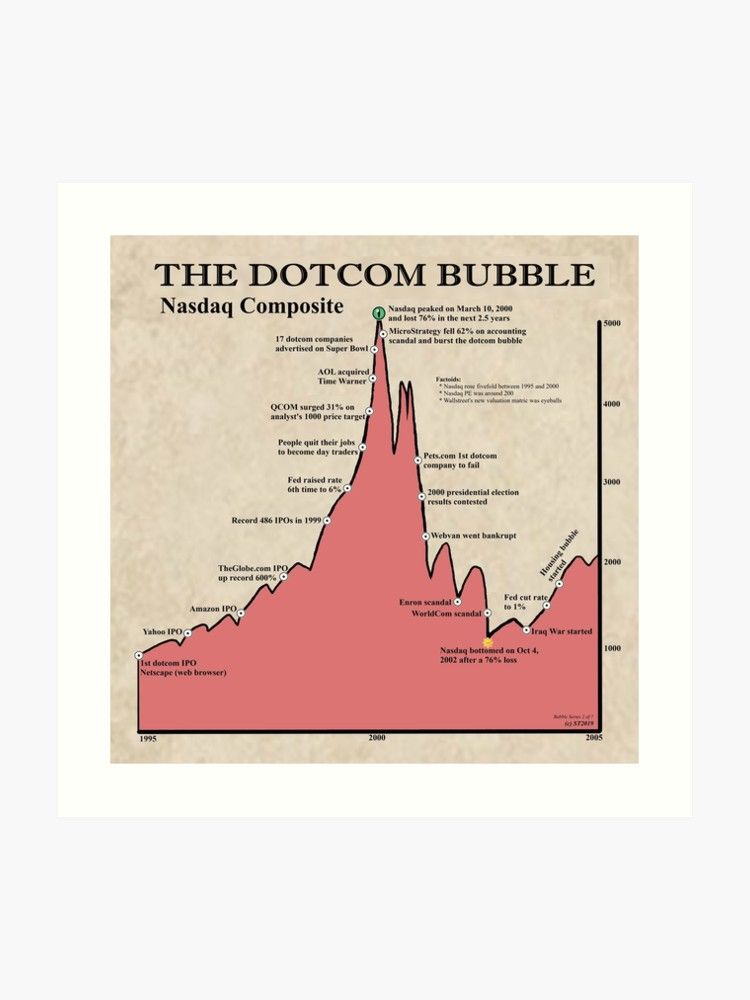 THE DOTCOM BUBBLE
Nasdaq Composite
Nasdaq peaked on March 10, 2000
and lost 76% in the next 2.5 years
MicroStrategy fell 62% on accounting
scandal and burst the dotcom bubble
17 dotcom companies
advertised on Super Bowl
AOL acquired
Time Warner
QCOM surged 31% on
analyst's 1000 price target
People quit their jobs
to become day traders
Fed raised rate
6th time to 6%
Record 486 IPOs in 1999
TheGlobe.com IPO
up record 600%
Amazon IPO
Yahoo IPO
1st dotcom IPO
Netscape (web browser)
Factoids:
* Nasdaq rose fivefold between 1995 and 2000
* Nasdaq PE was around 200
* Wallstreet's new valuation matric was eyeballs
Pets.com 1st dotcom
company to fail
2000 presidential election
results contested
Webvan went bankrupt
Enron scandal
WorldCom scandal
Nasdaq bottomed on Oct 4,
2002 after a 76% loss
Iraq War started
Fed cut rate
to 1%
Housing bubble
started
5000
4000
3000
2000
1000
Bubble Series 2 of 7
(c) ST2019
1995
2000
2005